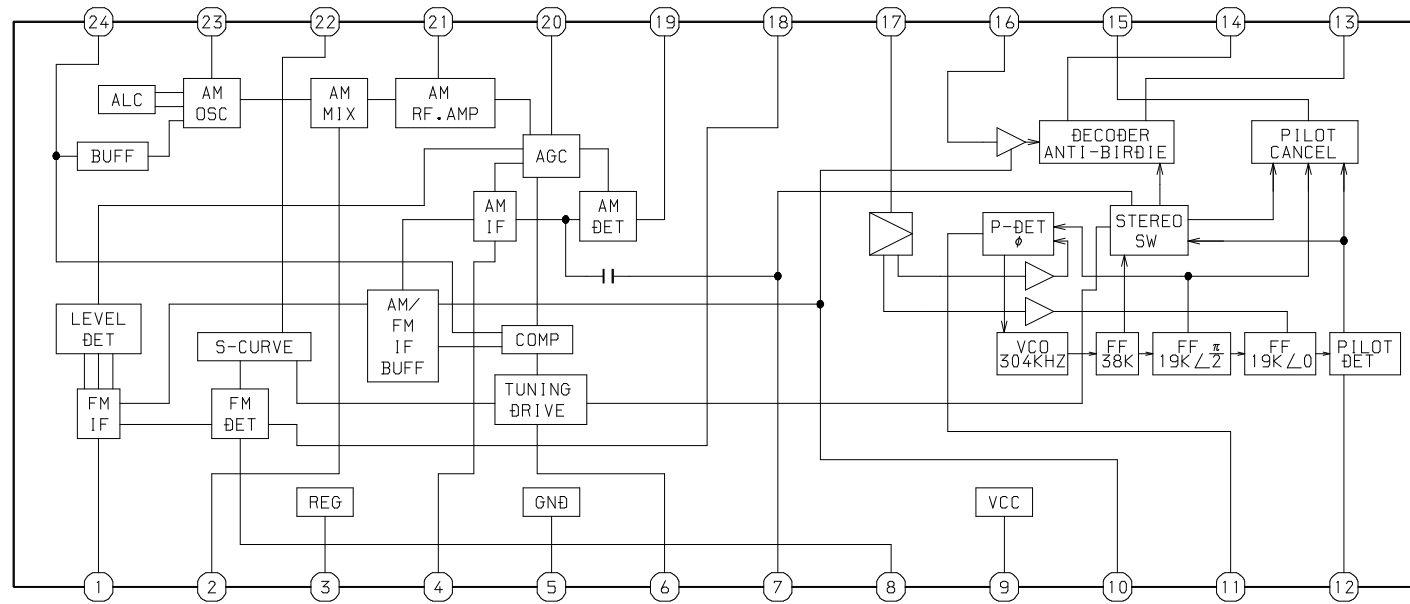 24 23 22 21 20 19 18 17 16 15 14 13
ALC
AM
OSC
AM
MIX
AM
RF.AMP
BUFF
AGC
DECODER
ANTI-BIRDIE
PILOT
CANCEL
AM
IF
AM
DET
P-DET
φ
STEREO
SW
LEVEL
DET
S-CURVE
AM/
FM
IF
BUFF
COMP
VCO
304KHZ
FF
38K
FF
19K∠π/2
FF
19K∠0
PILOT
DET
FM
IF
FM
DET
TUNING
DRIVE
REG
GND
VCC
1 2 3 4 5 6 7 8 9 10 11 12